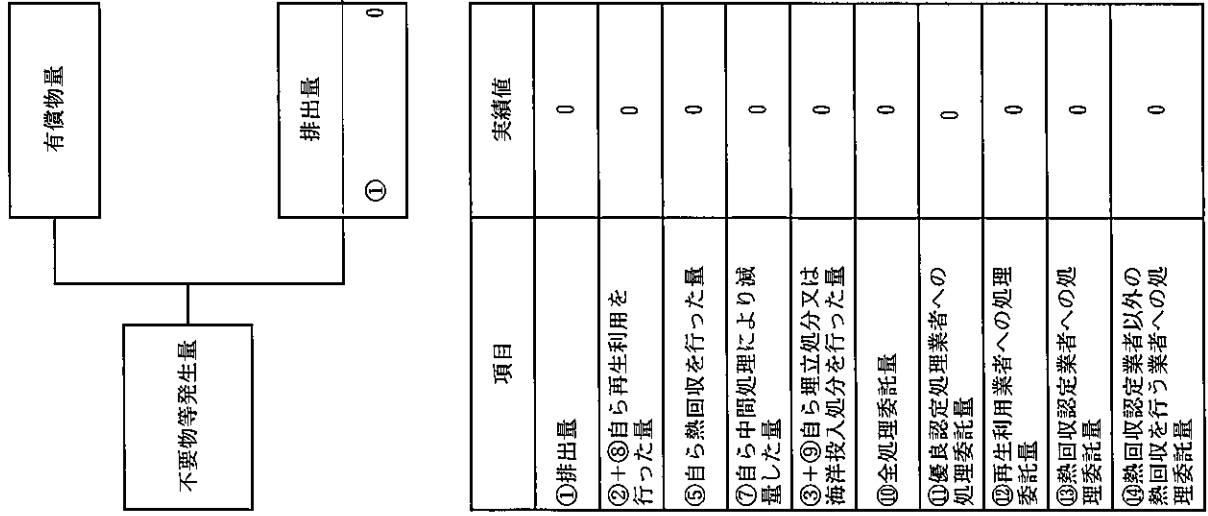 不要物等発生量
有償物量
排出量
① 0
項目 実績値
①排出量 0
②+⑧自ら再生利用を
行った量 0
⑤自ら熱回収を行った量 0
⑦自ら中間処理により減
量した量 0
③+⑨自ら埋立処分又は
海洋投入処分を行った量 0
⑩全処理委託量 0
⑪優良認定処理業者への
処理委託量 0
⑫再生利用業者への処理
委託量 0
⑬熱回収認定業者への処
理委託量 0
⑭熱回収認定業者以外の
熱回収を行う業者への処
理委託量 0